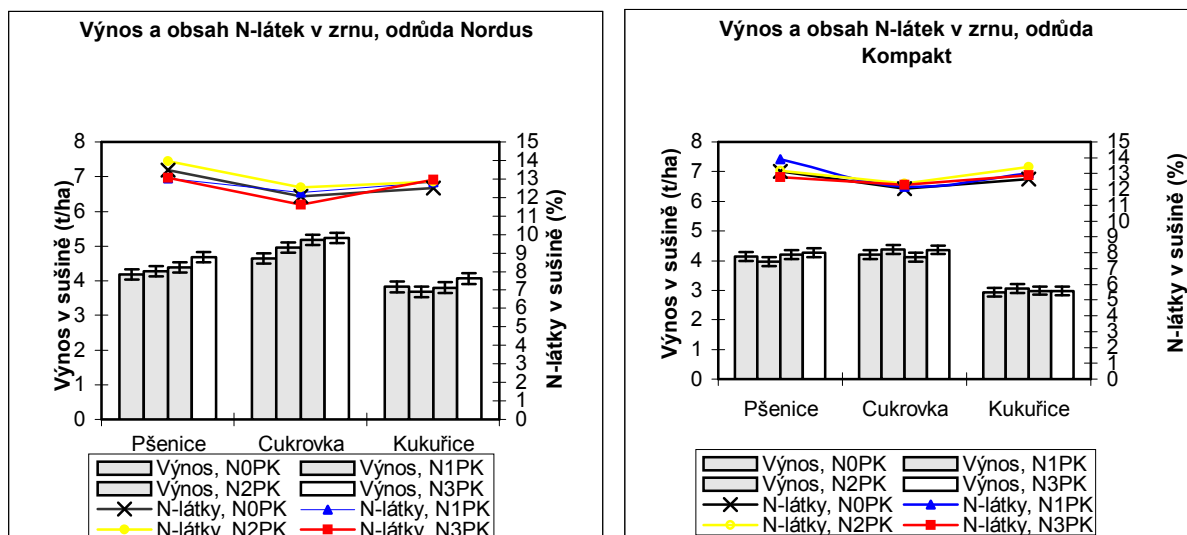 Výnos a obsah N-látek v zrnu, odrůda Nordus
Výnos v sušině (t/ha)
8
7
6
5
4
3
2
1
0
15
14
13
12
11
10
9
8
7
6
5
4
3
2
1
0
N-látky v sušině (%)
Pšenice Cukrovka Kukuřice
Výnos, N0PK Výnos, N1PK
Výnos, N2PK Výnos, N3PK
N-látky, N0PK N-látky, N1PK
N-látky, N2PK N-látky, N3PK
Výnos a obsah N-látek v zrnu, odrůda
Kompakt
Výnos v sušině (t/ha)
8
7
6
5
4
3
2
1
0
15
14
13
12
11
10
9
8
7
6
5
4
3
2
1
0
N-látky v sušině (%)
Pšenice Cukrovka Kukuřice
Výnos, N0PK Výnos, N1PK
Výnos, N2PK Výnos, N3PK
N-látky, N0PK N-látky, N1PK
N-látky, N2PK N-látky, N3PK